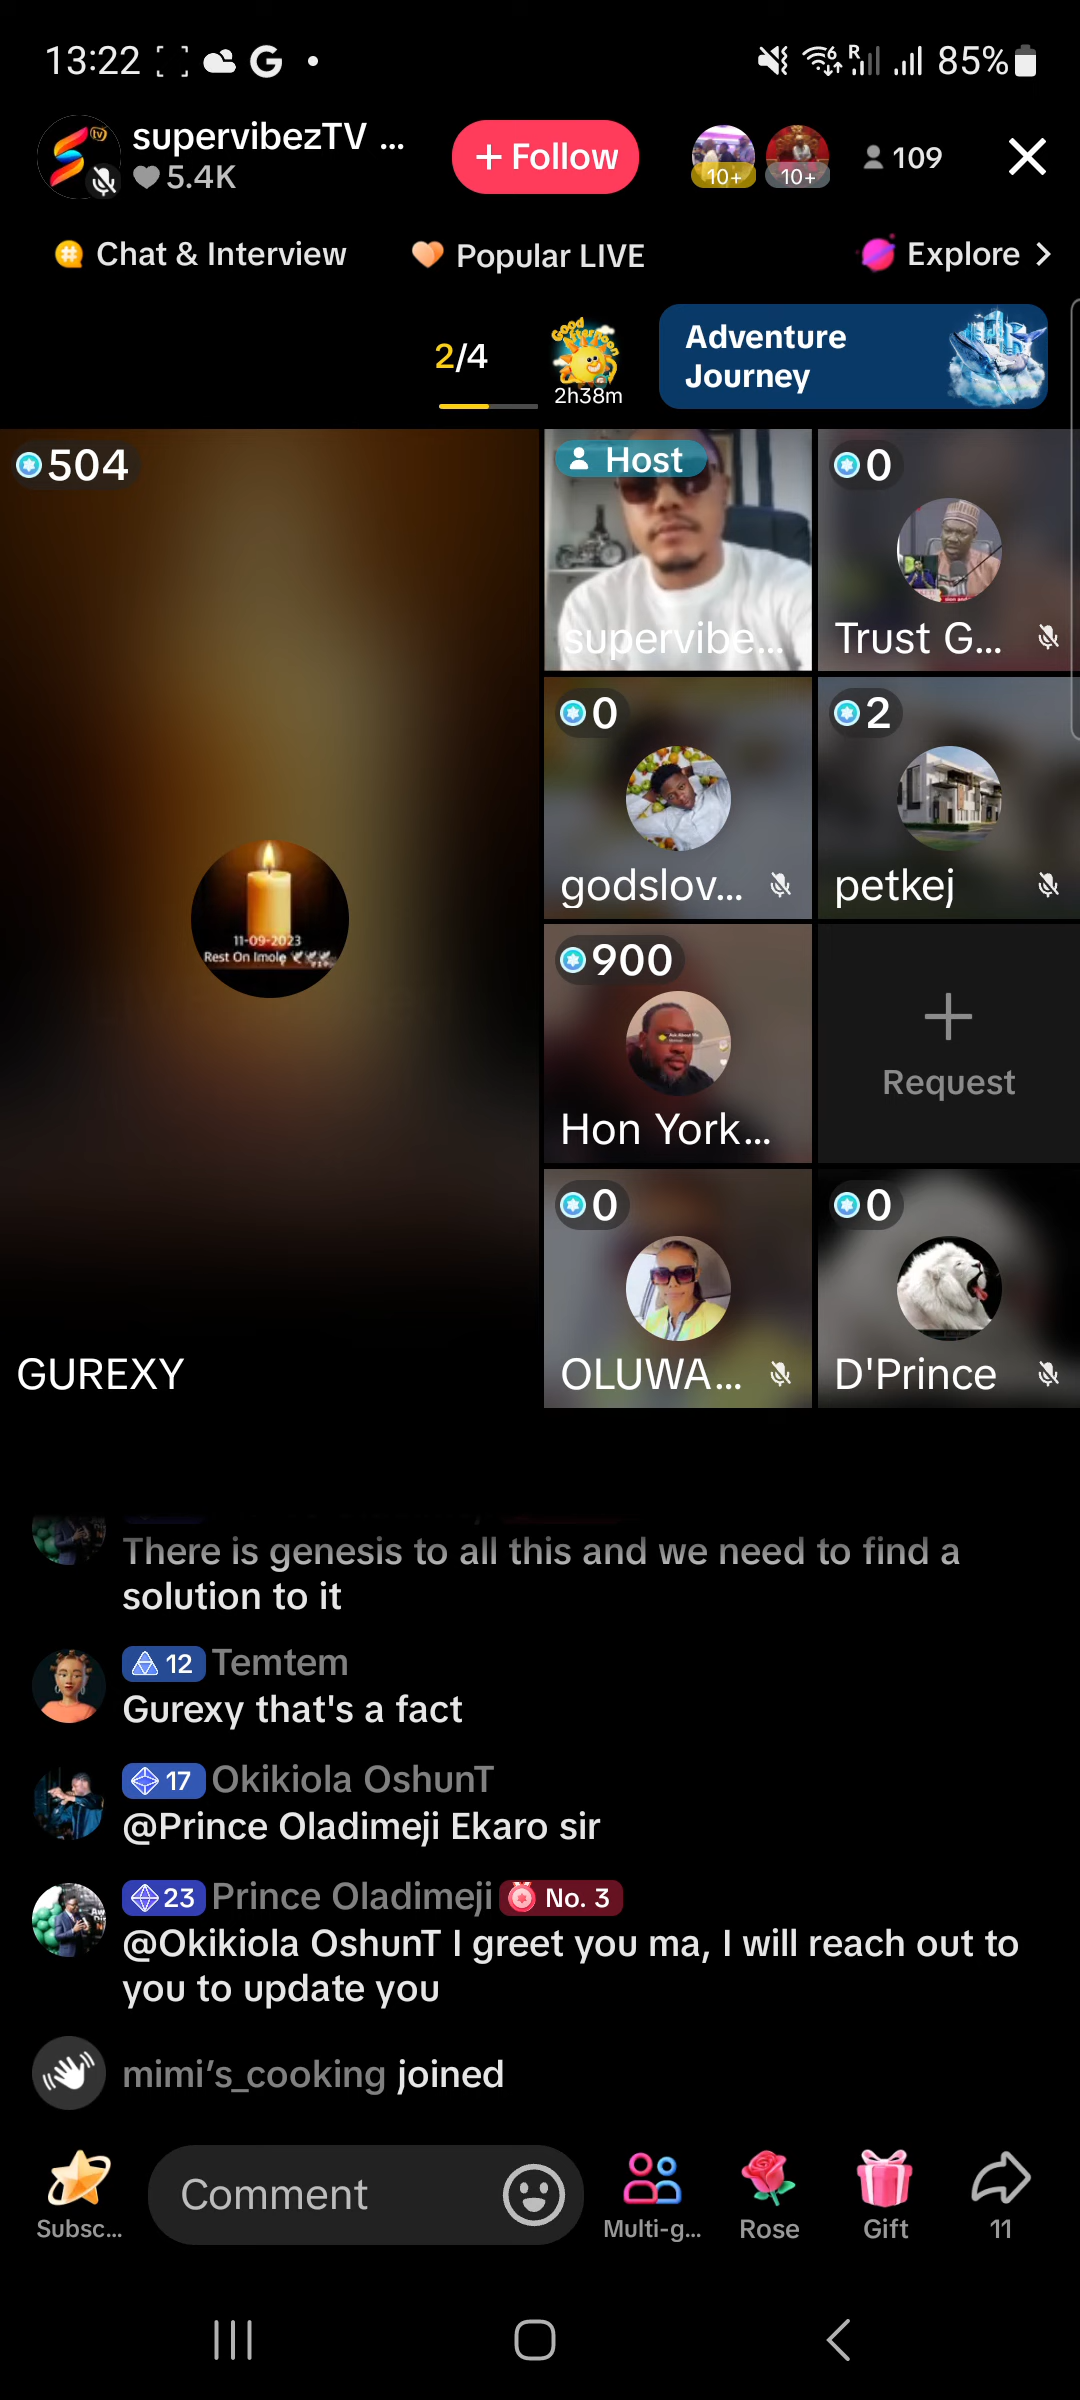 13:22
85%
supervibezTV ...
5.4K
+ Follow
10+
10+
109
Chat & Interview
Popular LIVE
Explore
2/4
Good Afternoon
2h38m
Adventure
Journey
504
11-09-2023
Rest On Imole
GUREXY
Host
supervibe...
0
Trust G...
0
godslov...
2
petkej
900
Hon York...
Request
0
OLUWA...
0
D'Prince
There is genesis to all this and we need to find a
solution to it
12 Temtem
Gurexy that's a fact
17 Okikiola OshunT
@Prince Oladimeji Ekaro sir
23 Prince Oladimeji No. 3
@Okikiola OshunT I greet you ma, I will reach out to
you to update you
mimi's_cooking joined
Subsc...
Comment
Multi-g...
Rose
Gift
11